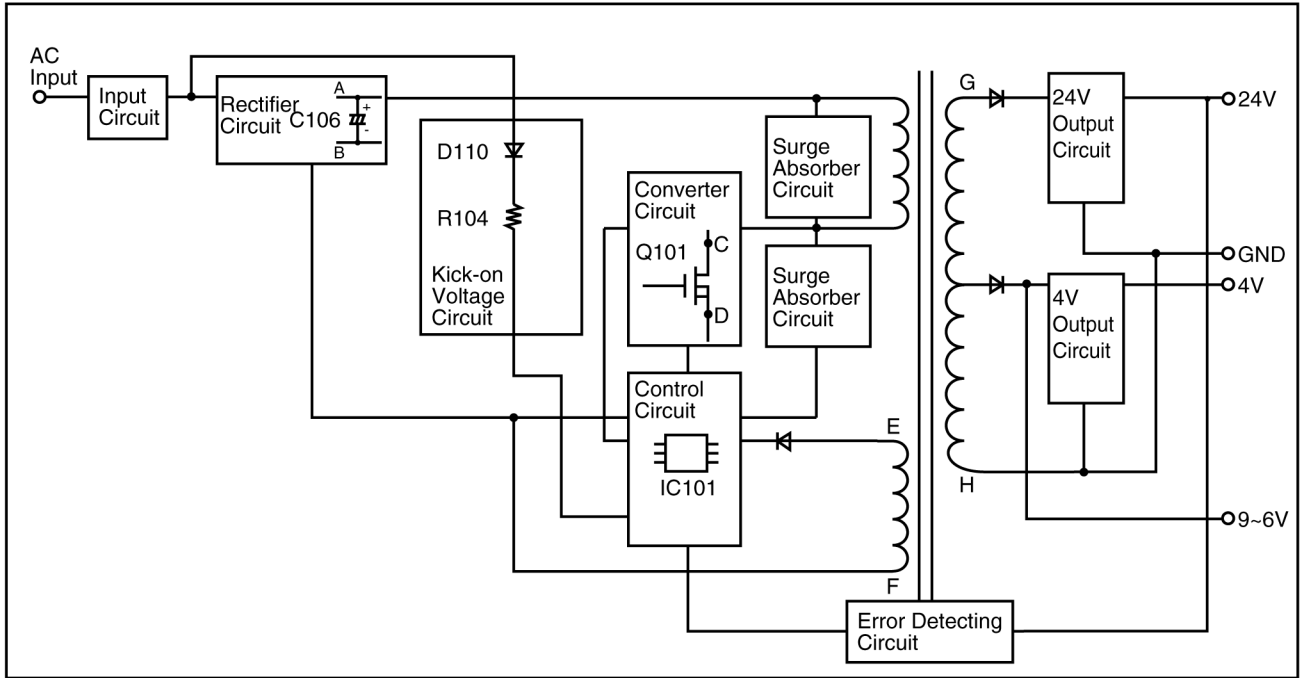 AC
Input
Input
Circuit
Rectifier
Circuit
C106
A
+
-
B
D110
R104
Kick-on
Voltage
Circuit
Converter
Circuit
Q101
C
D
Surge
Absorber
Circuit
Surge
Absorber
Circuit
Control
Circuit
IC101
E
F
G
H
24V
Output
Circuit
24V
GND
4V
4V
Output
Circuit
9~6V
Error Detecting
Circuit